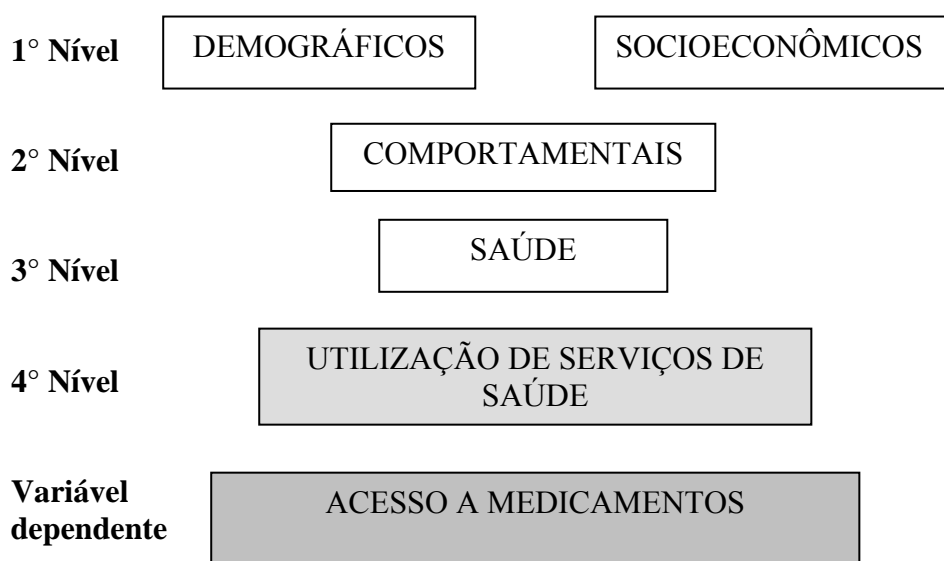 1° Nível DEMOGRÁFICOS SOCIOECONÔMICOS
2° Nível COMPORTAMENTAIS
3° Nível SAÚDE
4° Nível UTILIZAÇÃO DE SERVIÇOS DE
SAÚDE
Variável
dependente ACESSO A MEDICAMENTOS